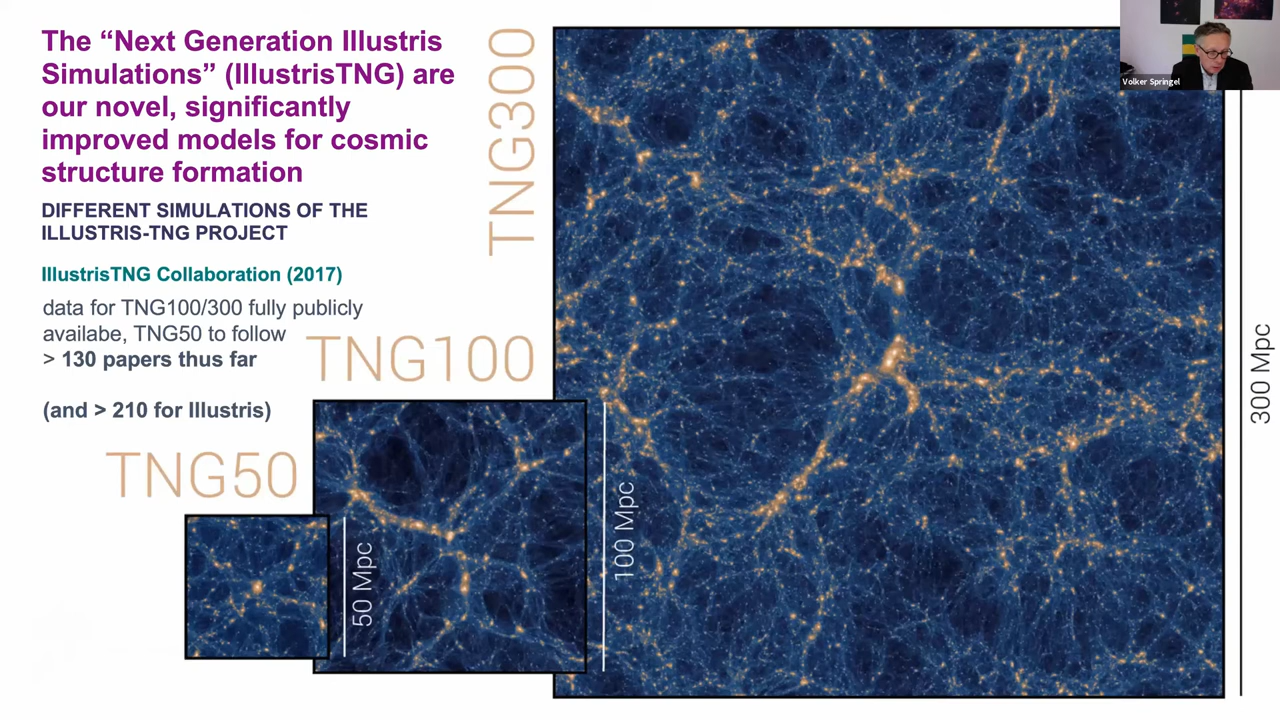 The “Next Generation Illustris
Simulations” (IllustrisTNG) are
our novel, significantly
improved models for cosmic
structure formation
DIFFERENT SIMULATIONS OF THE
ILLUSTRIS-TNG PROJECT
IllustrisTNG Collaboration (2017)
data for TNG100/300 fully publicly
availabe, TNG50 to follow
> 130 papers thus far
(and > 210 for Illustris)
TNG50
50 Mpc
TNG100
100 Mpc
TNG300
300 Mpc
Volker Springel